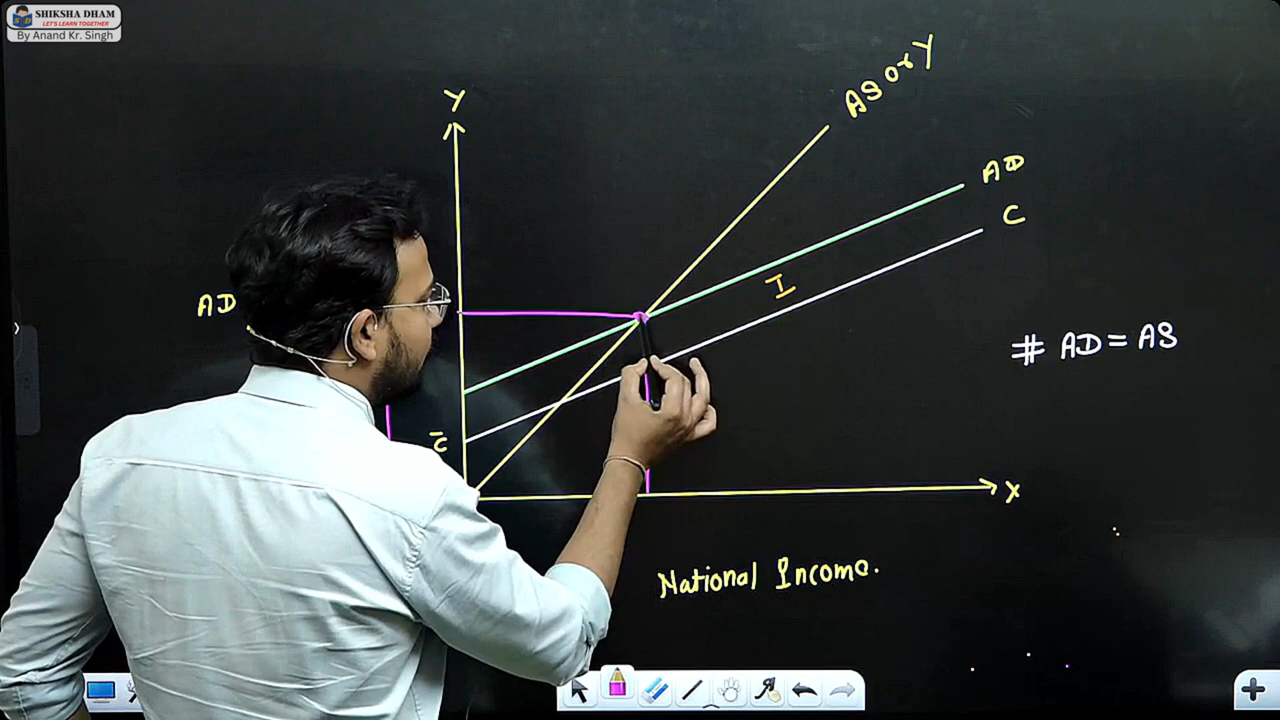 SHIKSHA DHAM
LET'S LEARN TOGETHER
By Anand Kr. Singh
Y
AS or Y
AD
C
I
AD
# AD = AS
C̅
X
National Income.